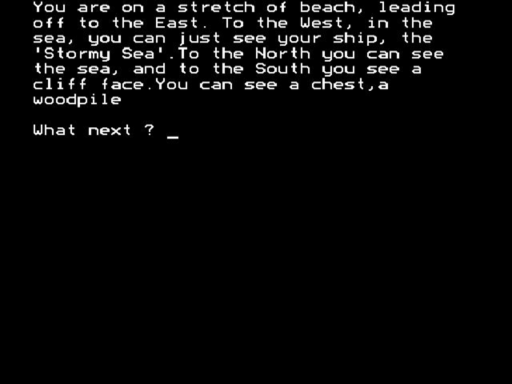 You are on a stretch of beach, leading
off to the East. To the West, in the
sea, you can just see your ship, the
'Stormy Sea'.To the North you can see
the sea, and to the South you see a
cliff face.You can see a chest,a
woodpile
What next ? _